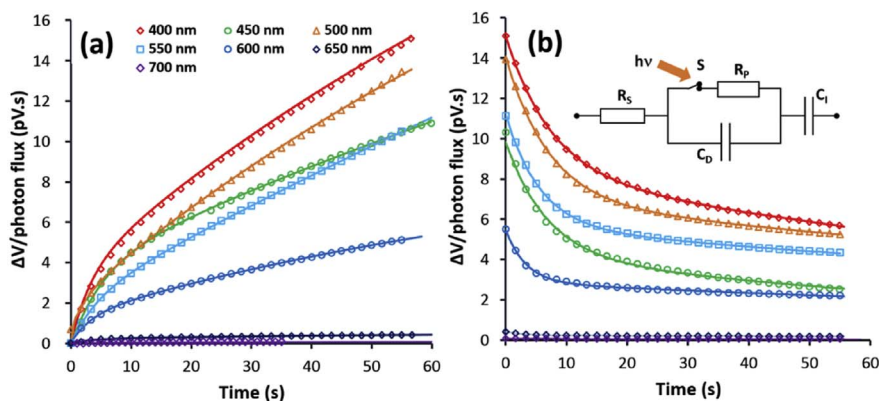 (a)
400 nm 450 nm 500 nm
550 nm 600 nm 650 nm
700 nm
ΔV/photon flux (pV.s)
16
14
12
10
8
6
4
2
0
0 10 20 30 40 50 60
Time (s)
(b)
hν
S
R_P
R_S
C_I
C_D
ΔV/photon flux (pV.s)
16
14
12
10
8
6
4
2
0
0 10 20 30 40 50 60
Time (s)